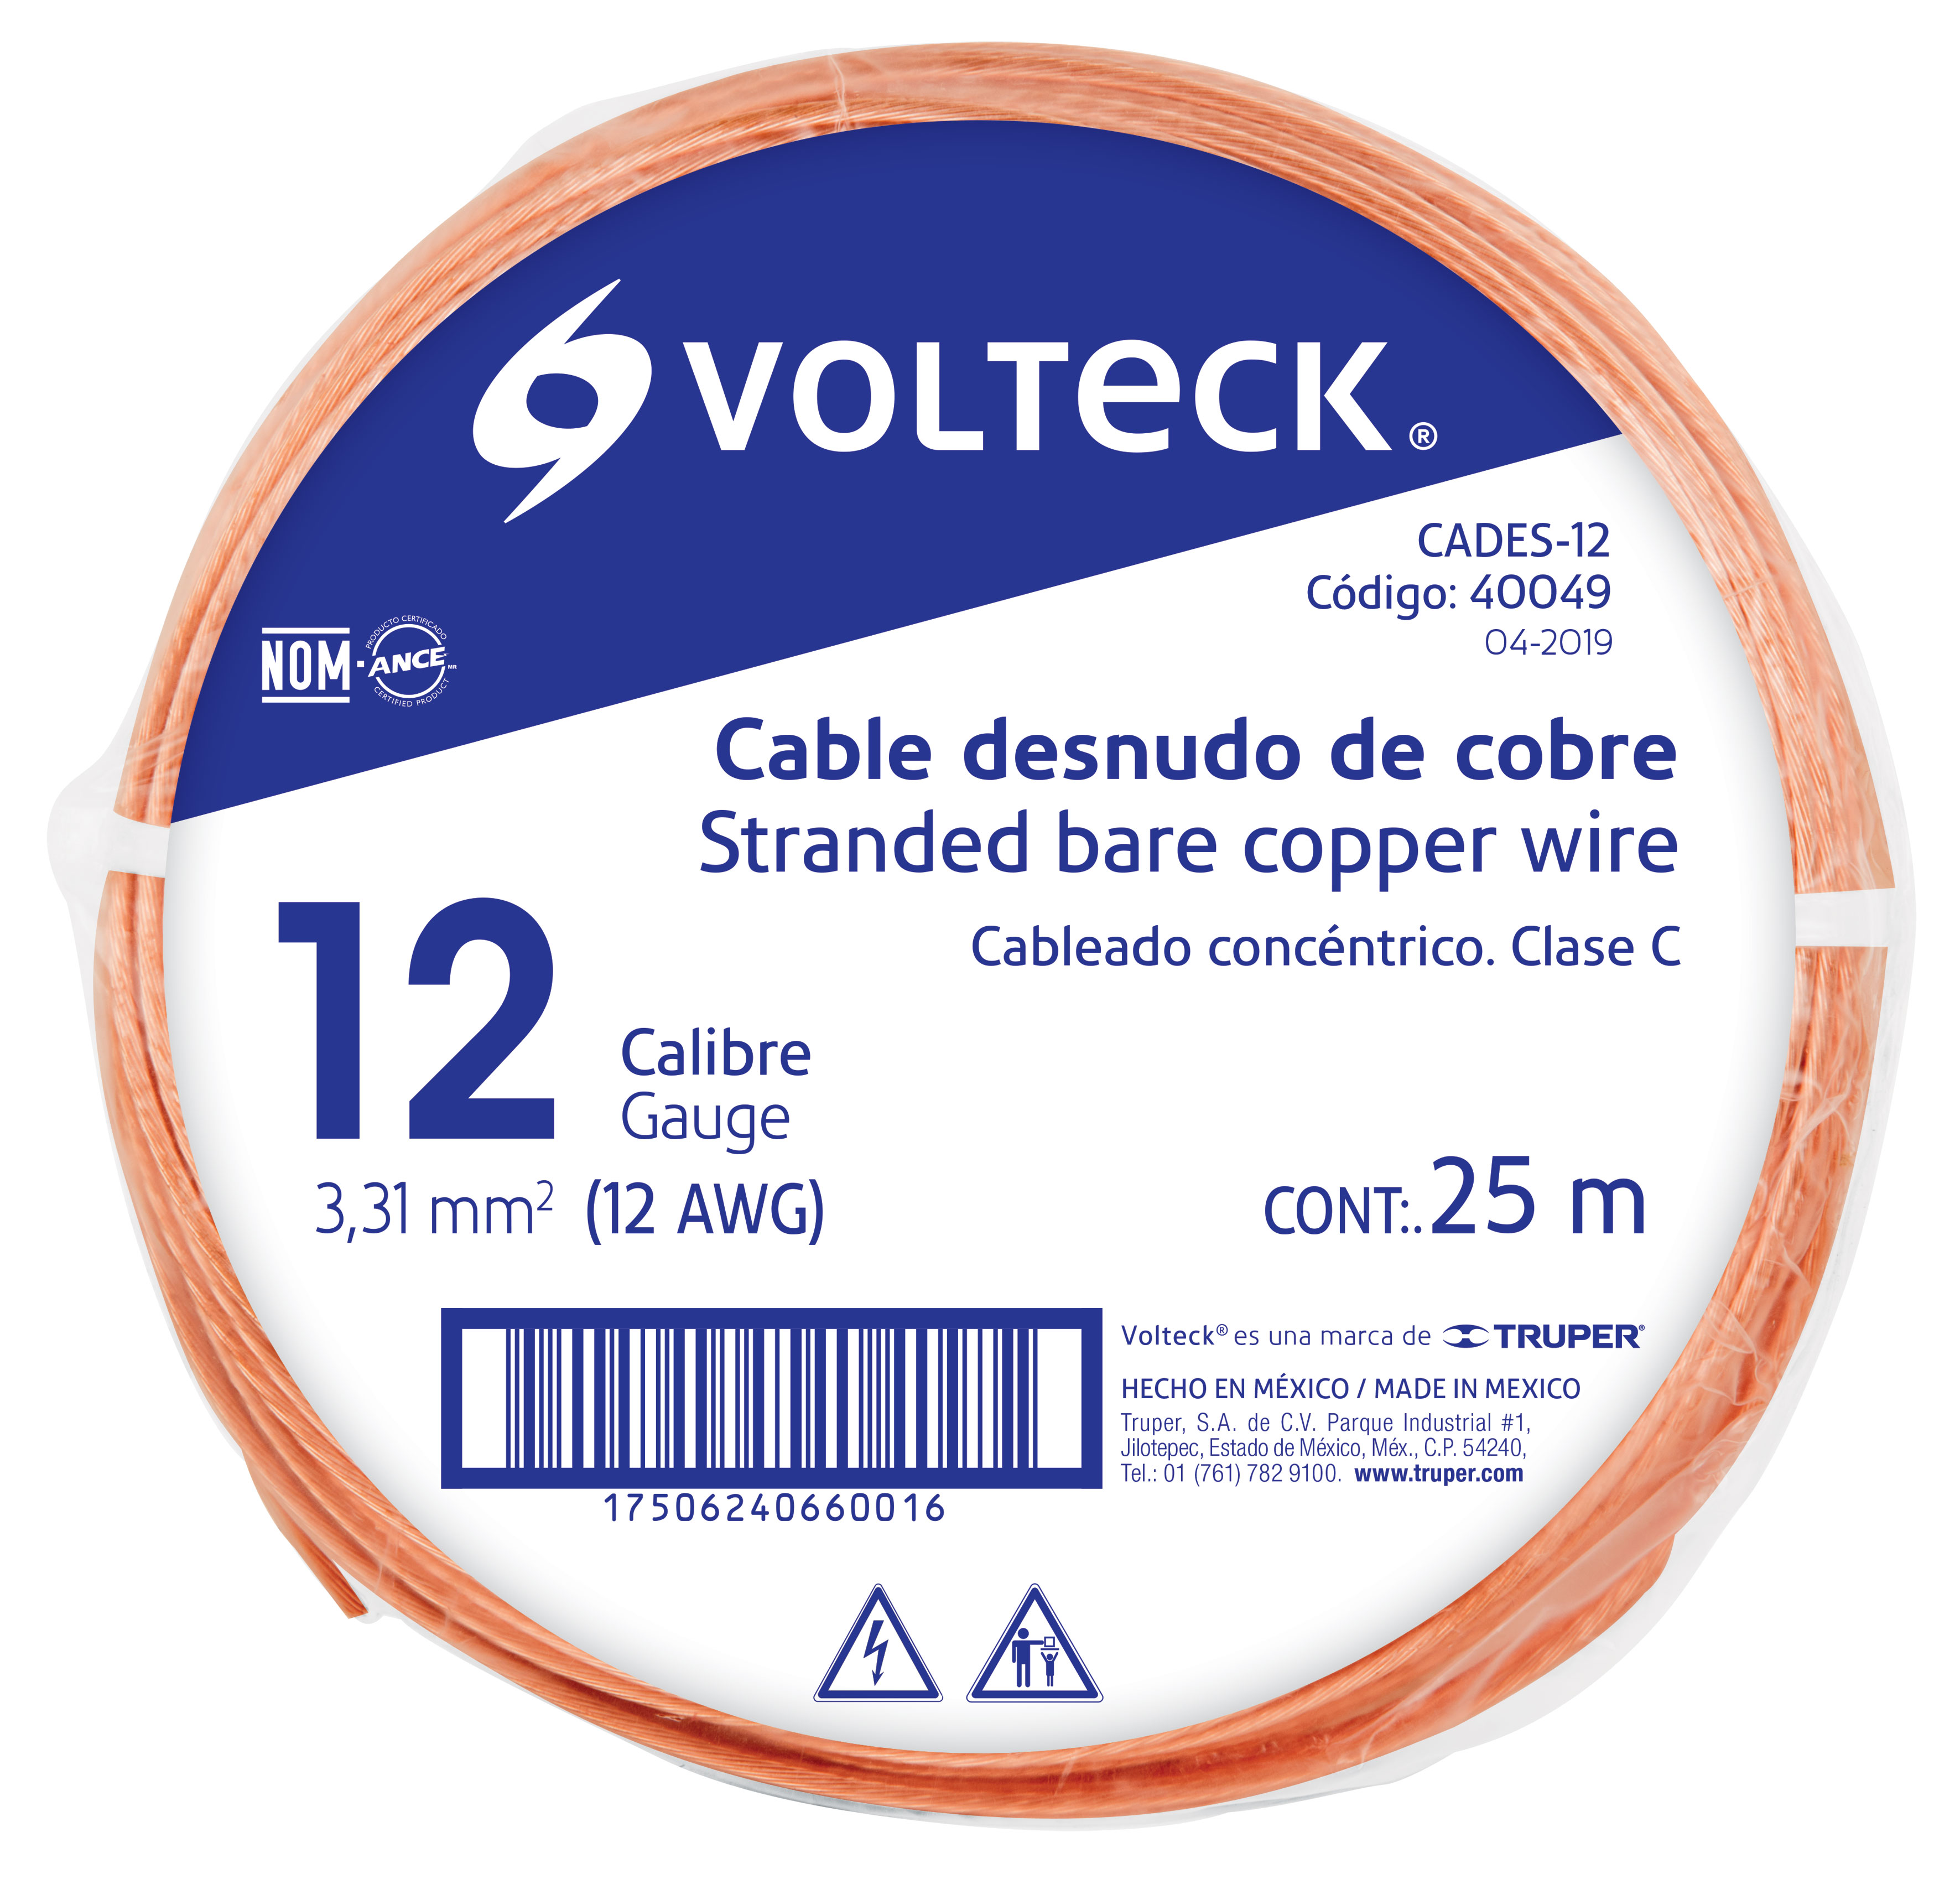 VOLTECK®
CADES-12
Código: 40049
04-2019
NOM-ANCE MR
PRODUCTO CERTIFICADO
CERTIFIED PRODUCT
Cable desnudo de cobre
Stranded bare copper wire
Cableado concéntrico. Clase C
12 Calibre
Gauge
3,31 mm² (12 AWG)
CONT:. 25 m
Volteck® es una marca de TRUPER®
HECHO EN MÉXICO / MADE IN MEXICO
Truper, S.A. de C.V. Parque Industrial #1,
Jilotepec, Estado de México, Méx., C.P. 54240,
Tel.: 01 (761) 782 9100. www.truper.com
17506240660016